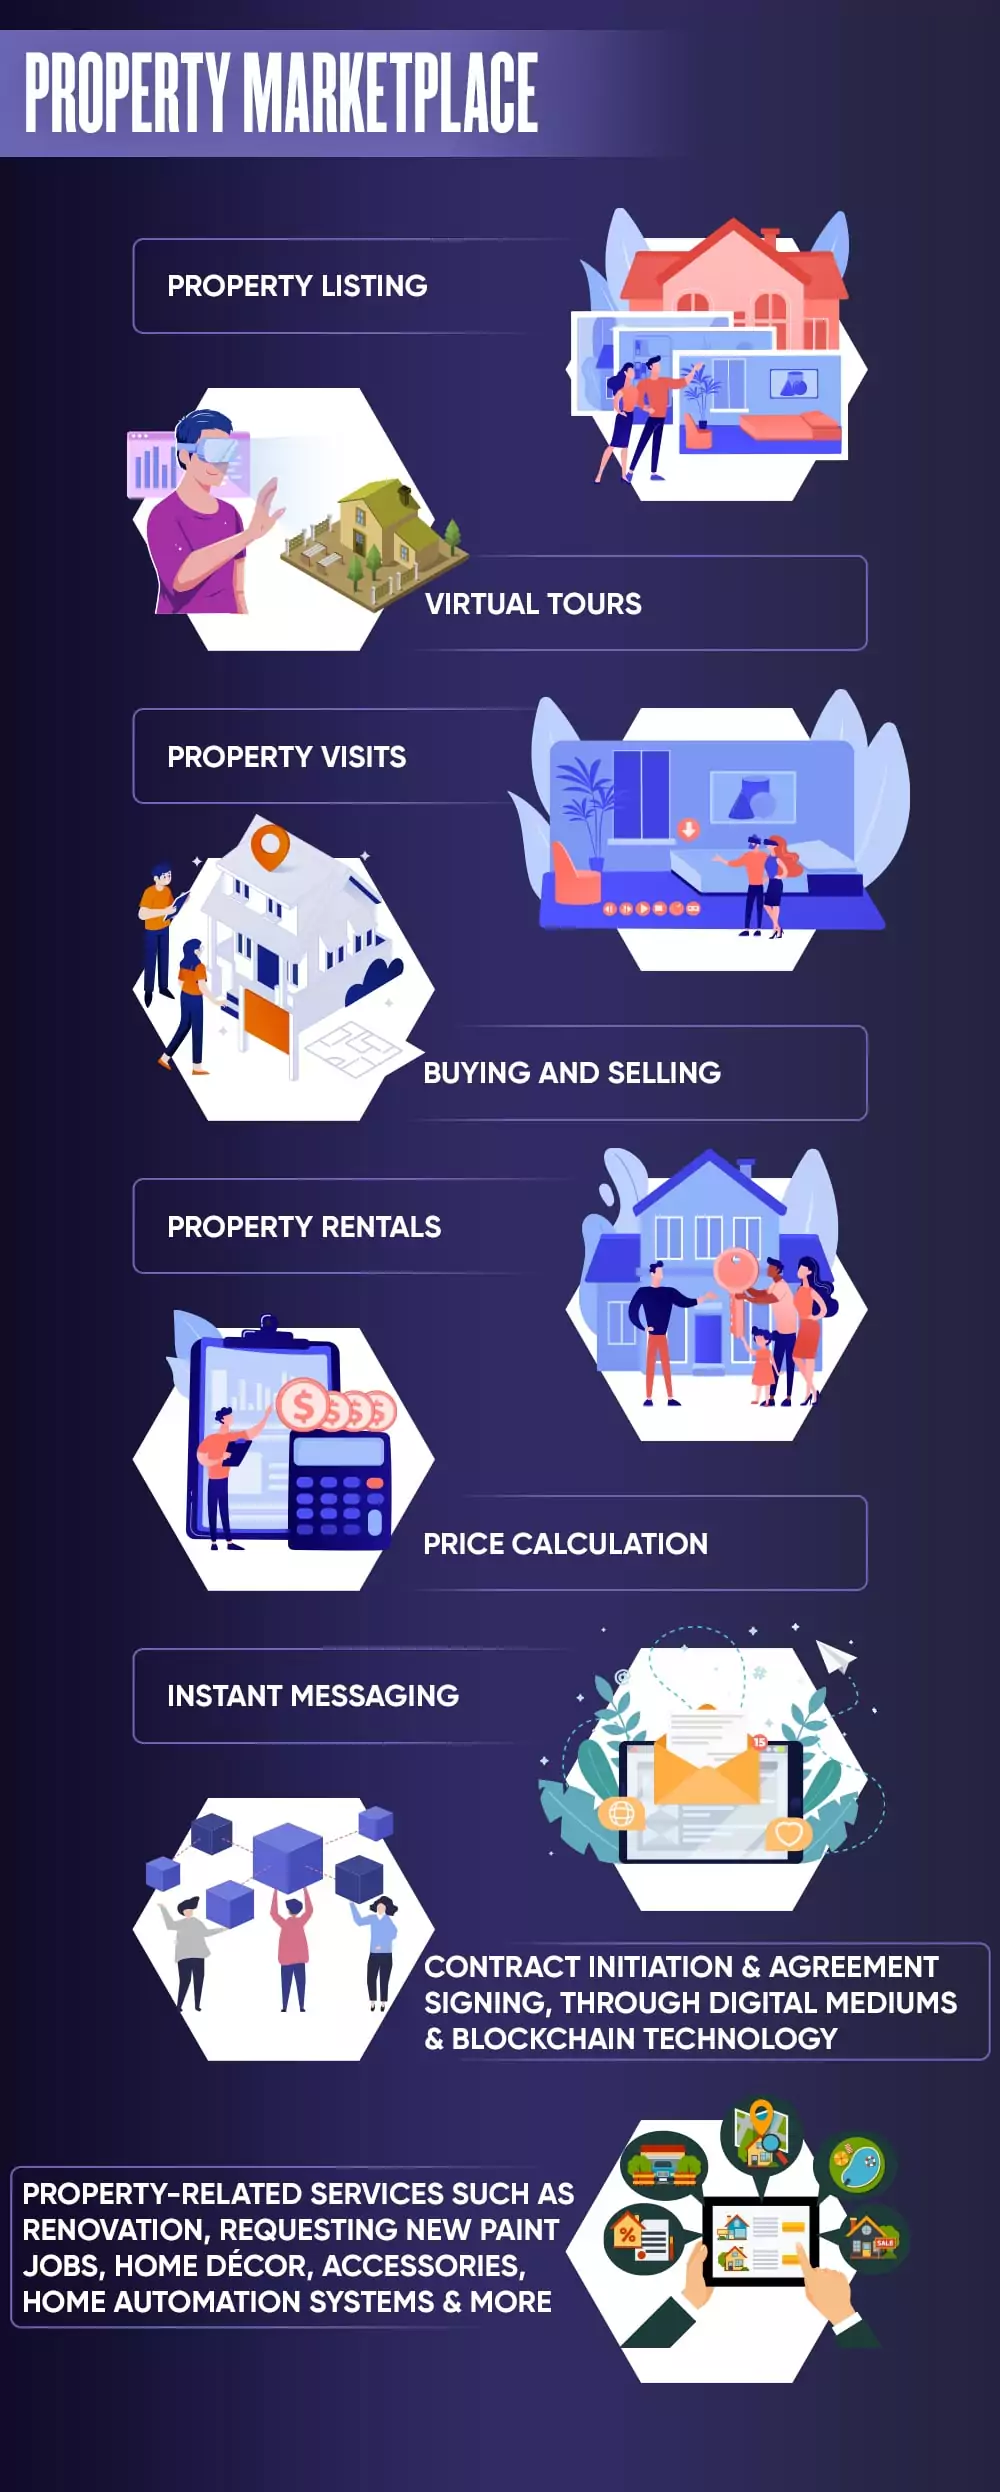 PROPERTY MARKETPLACE
PROPERTY LISTING
VIRTUAL TOURS
PROPERTY VISITS
BUYING AND SELLING
PROPERTY RENTALS
$ $ $ $
PRICE CALCULATION
INSTANT MESSAGING
@
#
15
CONTRACT INITIATION & AGREEMENT
SIGNING, THROUGH DIGITAL MEDIUMS
& BLOCKCHAIN TECHNOLOGY
PROPERTY-RELATED SERVICES SUCH AS
RENOVATION, REQUESTING NEW PAINT
JOBS, HOME DÉCOR, ACCESSORIES,
HOME AUTOMATION SYSTEMS & MORE
%
SALE